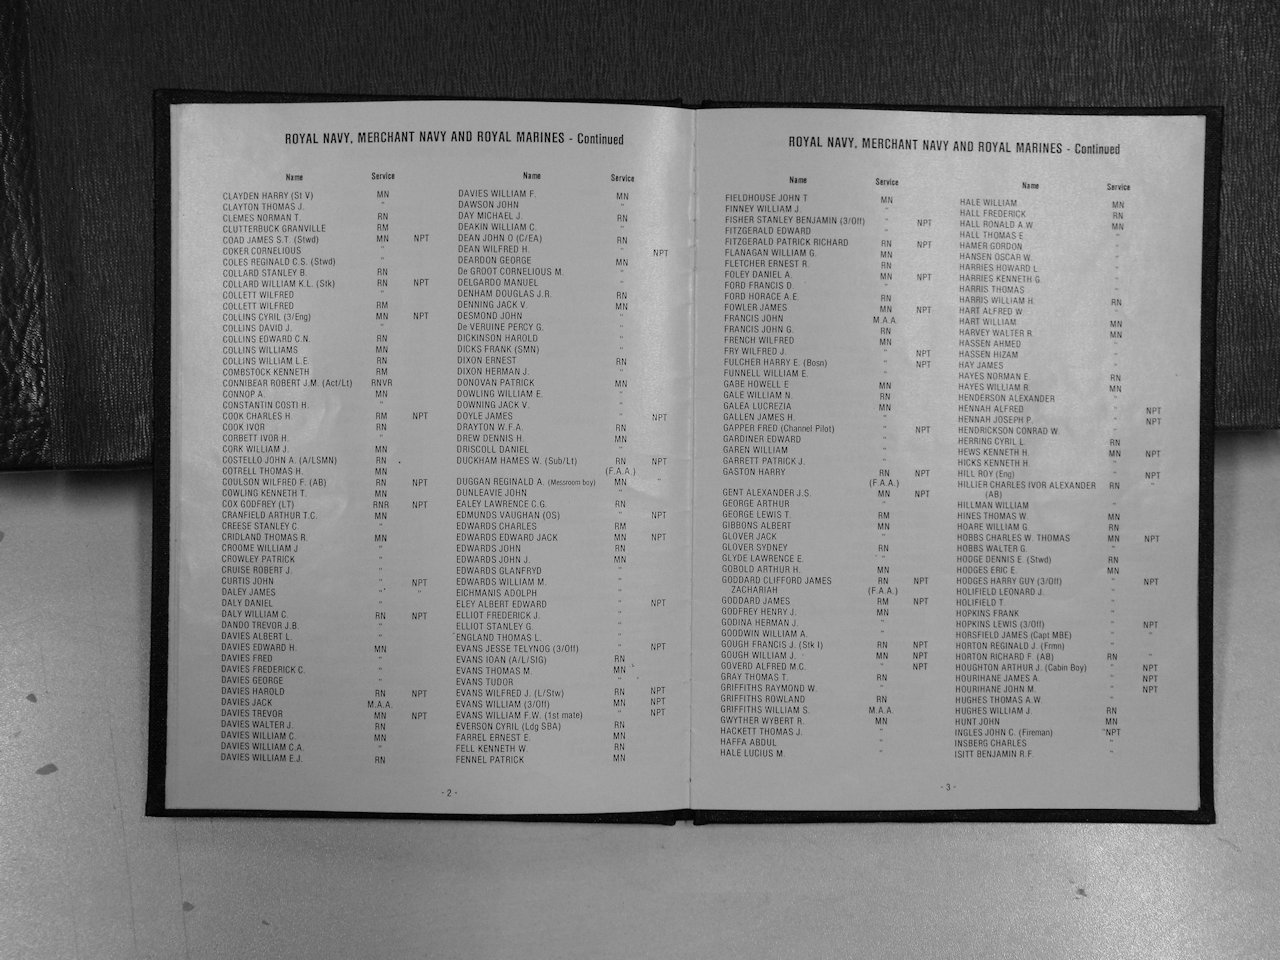 ROYAL NAVY, MERCHANT NAVY AND ROYAL MARINES - Continued
Name Service
CLAYDEN HARRY (St V) MN
CLAYTON THOMAS J. "
CLEMES NORMAN T. RN
CLUTTERBUCK GRANVILLE RM
COAD JAMES S.T. (Stwd) MN NPT
COKER CORNELIOUS "
COLES REGINALD C.S. (Stwd) "
COLLARD STANLEY B. RN
COLLARD WILLIAM K.L. (Stk) RN NPT
COLLETT WILFRED "
COLLETT WILFRED RM
COLLINS CYRIL (3/Eng) MN NPT
COLLINS DAVID J. "
COLLINS EDWARD C.N. RN
COLLINS WILLIAMS MN
COLLINS WILLIAM L.E. RN
COMBSTOCK KENNETH RM
CONNIBEAR ROBERT J.M. (Act/Lt) RNVR
CONNOP A. MN
CONSTANTIN COSTI H. "
COOK CHARLES H. RM NPT
COOK IVOR RN
CORBETT IVOR H. "
CORK WILLIAM J. MN
COSTELLO JOHN A. (A/LSMN) RN
COTRELL THOMAS H. MN
COULSON WILFRED F. (AB) RN NPT
COWLING KENNETH T. MN
COX GODFREY (LT) RNR NPT
CRANFIELD ARTHUR T.C. MN
CREESE STANLEY C. "
CRIDLAND THOMAS R. MN
CROOME WILLIAM J "
CROWLEY PATRICK "
CRUISE ROBERT J. "
CURTIS JOHN " NPT
DALEY JAMES " "
DALY DANIEL "
DALY WILLIAM C. RN NPT
DANDO TREVOR J.B. "
DAVIES ALBERT L. "
DAVIES EDWARD H. MN
DAVIES FRED "
DAVIES FREDERICK C. "
DAVIES GEORGE "
DAVIES HAROLD RN NPT
DAVIES JACK M.A.A.
DAVIES TREVOR MN NPT
DAVIES WALTER J. RN
DAVIES WILLIAM C. MN
DAVIES WILLIAM C.A. "
DAVIES WILLIAM E.J. RN
Name Service
DAVIES WILLIAM F. MN
DAWSON JOHN "
DAY MICHAEL J. RN
DEAKIN WILLIAM C. "
DEAN JOHN O (C/EA) RN
DEAN WILFRED H. " NPT
DEARDON GEORGE MN
De GROOT CORNELIOUS M. "
DELGARDO MANUEL "
DENHAM DOUGLAS J.R. RN
DENNING JACK V. MN
DESMOND JOHN "
De VERUINE PERCY G. "
DICKINSON HAROLD "
DICKS FRANK (SMN) "
DIXON ERNEST RN
DIXON HERMAN J. "
DONOVAN PATRICK MN
DOWLING WILLIAM E. "
DOWNING JACK V. "
DOYLE JAMES " NPT
DRAYTON W.F.A. RN
DREW DENNIS H. MN
DRISCOLL DANIEL "
DUCKHAM HAMES W. (Sub/Lt) RN NPT
(F.A.A.)
DUGGAN REGINALD A. (Messroom boy) MN "
DUNLEAVIE JOHN "
EALEY LAWRENCE C.G. RN
EDMUNDS VAUGHAN (OS) " NPT
EDWARDS CHARLES RM
EDWARDS EDWARD JACK MN NPT
EDWARDS JOHN RN
EDWARDS JOHN J. MN
EDWARDS GLANFRYD "
EDWARDS WILLIAM M. "
EICHMANIS ADOLPH "
ELEY ALBERT EDWARD " NPT
ELLIOT FREDERICK J. "
ELLIOT STANLEY G. "
ENGLAND THOMAS L. "
EVANS JESSE TELYNOG (3/Off) " NPT
EVANS IOAN (A/L/SIG) RN
EVANS THOMAS M. MN
EVANS TUDOR "
EVANS WILFRED J. (L/Stw) RN NPT
EVANS WILLIAM (3/Off) MN NPT
EVANS WILLIAM F.W. (1st mate) " NPT
EVERSON CYRIL (Ldg SBA) RN
FARREL ERNEST E. MN
FELL KENNETH W. RN
FENNEL PATRICK MN
- 2 -
ROYAL NAVY, MERCHANT NAVY AND ROYAL MARINES - Continued
Name Service
FIELDHOUSE JOHN T MN
FINNEY WILLIAM J. "
FISHER STANLEY BENJAMIN (3/Off) " NPT
FITZGERALD EDWARD "
FITZGERALD PATRICK RICHARD RN NPT
FLANAGAN WILLIAM G. MN
FLETCHER ERNEST R. RN
FOLEY DANIEL A. MN NPT
FORD FRANCIS D. "
FORD HORACE A.E. RN
FOWLER JAMES MN NPT
FRANCIS JOHN M.A.A.
FRANCIS JOHN G. RN
FRENCH WILFRED MN
FRY WILFRED J. " NPT
FULCHER HARRY E. (Bosn) " NPT
FUNNELL WILLIAM E. "
GABE HOWELL E MN
GALE WILLIAM N. RN
GALEA LUCREZIA MN
GALLEN JAMES H. "
GAPPER FRED (Channel Pilot) " NPT
GARDINER EDWARD "
GAREN WILLIAM "
GARRETT PATRICK J. "
GASTON HARRY RN NPT
(F.A.A.)
GENT ALEXANDER J.S. MN NPT
GEORGE ARTHUR "
GEORGE LEWIS T. RM
GIBBONS ALBERT MN
GLOVER JACK "
GLOVER SYDNEY RN
GLYDE LAWRENCE E. "
GOBOLD ARTHUR H. MN
GODDARD CLIFFORD JAMES RN NPT
ZACHARIAH (F.A.A.)
GODDARD JAMES RM NPT
GODFREY HENRY J. MN
GODINA HERMAN J. "
GOODWIN WILLIAM A. "
GOUGH FRANCIS J. (Stk I) RN NPT
GOUGH WILLIAM J. MN NPT
GOVERD ALFRED M.C. " NPT
GRAY THOMAS T. RN
GRIFFITHS RAYMOND W. "
GRIFFITHS ROWLAND RN
GRIFFITHS WILLIAM S. M.A.A.
GWYTHER WYBERT R. MN
HACKETT THOMAS J. "
HAFFA ABDUL "
HALE LUCIUS M. "
Name Service
HALE WILLIAM MN
HALL FREDERICK RN
HALL RONALD A.W MN
HALL THOMAS E "
HAMER GORDON "
HANSEN OSCAR W. "
HARRIES HOWARD L. "
HARRIES KENNETH G. "
HARRIS THOMAS "
HARRIS WILLIAM H. RN
HART ALFRED W "
HART WILLIAM MN
HARVEY WALTER R. MN
HASSEN AHMED "
HASSEN HIZAM "
HAY JAMES "
HAYES NORMAN E. RN
HAYES WILLIAM R. MN
HENDERSON ALEXANDER "
HENNAH ALFRED " NPT
HENNAH JOSEPH P. " NPT
HENDRICKSON CONRAD W. "
HERRING CYRIL L. RN
HEWS KENNETH H. MN NPT
HICKS KENNETH H. "
HILL ROY (Eng) " NPT
HILLIER CHARLES IVOR ALEXANDER RN "
(AB)
HILLMAN WILLIAM "
HINES THOMAS W. MN
HOARE WILLIAM G. RN
HOBBS CHARLES W. THOMAS MN NPT
HOBBS WALTER G. "
HODGE DENNIS E. (Stwd) RN
HODGES ERIC E. MN
HODGES HARRY GUY (3/Off) " NPT
HOLIFIELD LEONARD J. "
HOLIFELD T. "
HOPKINS FRANK "
HOPKINS LEWIS (3/Off) " NPT
HORSFIELD JAMES (Capt MBE) " "
HORTON REGINALD J. (Frmn) "
HORTON RICHARD F. (AB) RN "
HOUGHTON ARTHUR J. (Cabin Boy) " NPT
HOURIHANE JAMES A. " NPT
HOURIHANE JOHN M. " NPT
HUGHES THOMAS A.W. "
HUGHES WILLIAM J. RN
HUNT JOHN MN
INGLES JOHN C. (Fireman) " NPT
INSBERG CHARLES "
ISITT BENJAMIN R.F. "
- 3 -